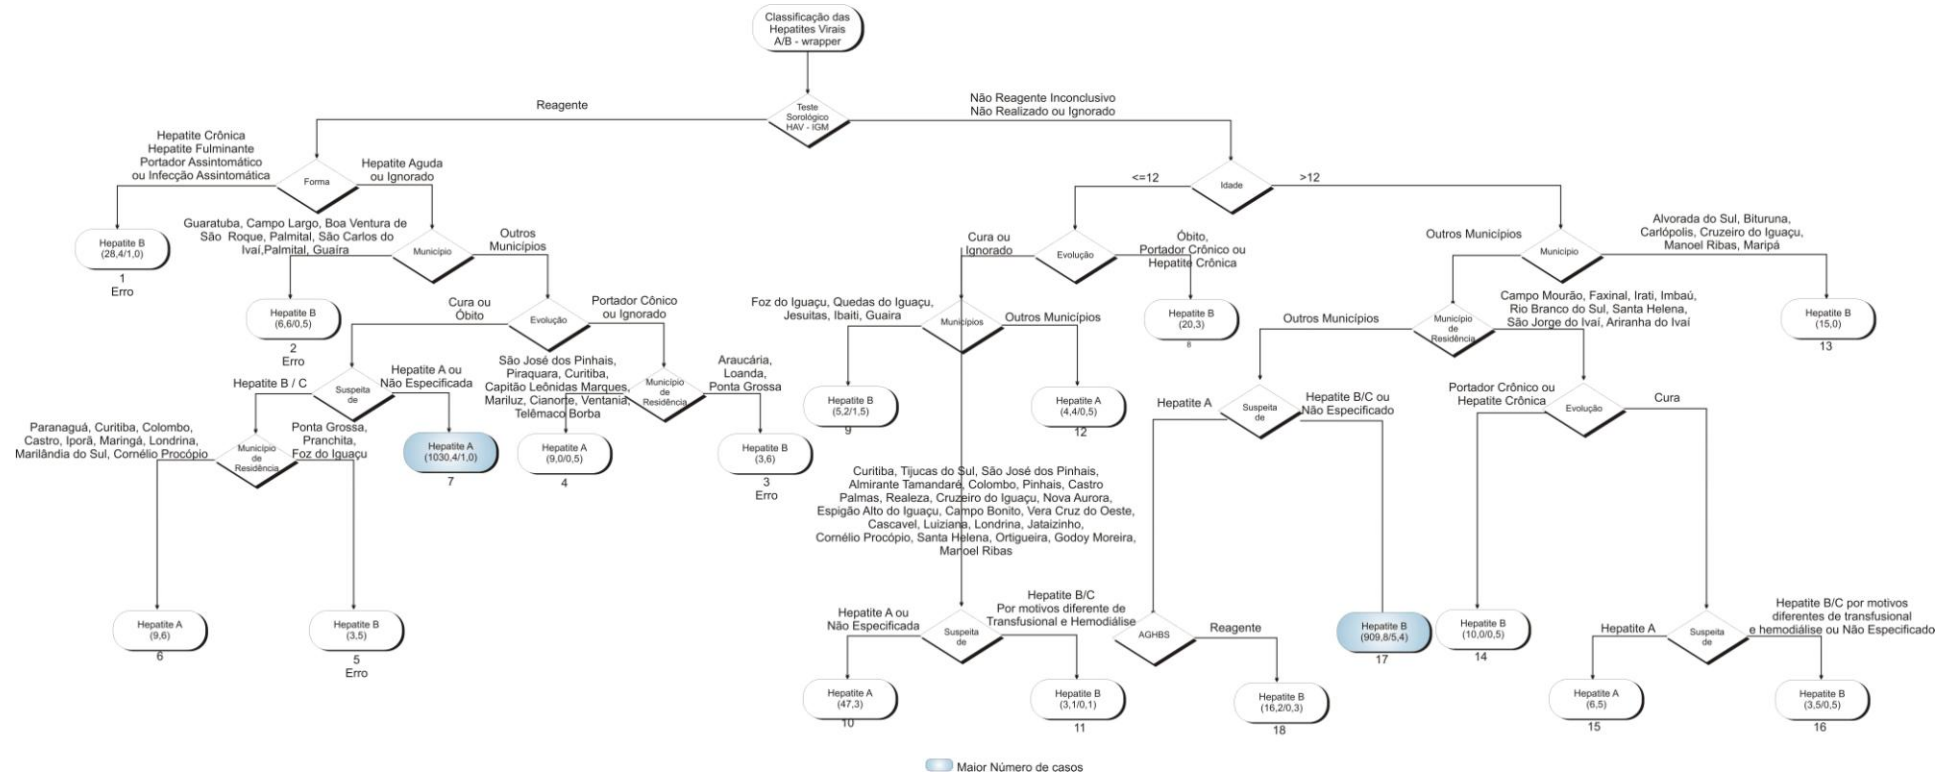 Classificação das
Hepatites Virais
A/B - wrapper
Teste
Sorológico
HAV - IGM
Reagente
Não Reagente Inconclusivo
Não Realizado ou Ignorado
Hepatite Crônica
Hepatite Fulminante
Portador Assintomático
ou Infecção Assintomática
Forma
Hepatite Aguda
ou Ignorado
Hepatite B
(28,4/1,0)
1
Erro
Guaratuba, Campo Largo, Boa Ventura de
São Roque, Palmital, São Carlos do
Ivaí,Palmital, Guaíra
Município
Outros
Municípios
Hepatite B
(6,6/0,5)
2
Erro
Cura ou
Óbito
Evolução
Portador Cônico
ou Ignorado
Hepatite B / C
Suspeita
de
Hepatite A ou
Não Especificada
São José dos Pinhais,
Piraquara, Curitiba,
Capitão Leônidas Marques,
Mariluz, Cianorte, Ventania,
Telêmaco Borba
Município
de
Residência
Araucária,
Loanda,
Ponta Grossa
Paranaguá, Curitiba, Colombo,
Castro, Iporã, Maringá, Londrina,
Marilândia do Sul, Cornélio Procópio
Município
de
Residência
Ponta Grossa,
Pranchita,
Foz do Iguaçu
Hepatite A
(1030,4/1,0)
7
Hepatite A
(9,0/0,5)
4
Hepatite B
(3,6)
3
Erro
Hepatite A
(9,6)
6
Hepatite B
(3,5)
5
Erro
<=12
Idade
>12
Cura ou
Ignorado
Evolução
Óbito,
Portador Crônico ou
Hepatite Crônica
Hepatite B
(20,3)
8
Foz do Iguaçu, Quedas do Iguaçu,
Jesuitas, Ibaiti, Guaira
Municípios
Outros Municípios
Hepatite B
(5,2/1,5)
9
Hepatite A
(4,4/0,5)
12
Curitiba, Tijucas do Sul, São José dos Pinhais,
Almirante Tamandaré, Colombo, Pinhais, Castro
Palmas, Realeza, Cruzeiro do Iguaçu, Nova Aurora,
Espigão Alto do Iguaçu, Campo Bonito, Vera Cruz do Oeste,
Cascavel, Luiziana, Londrina, Jataizinho,
Cornélio Procópio, Santa Helena, Ortigueira, Godoy Moreira,
Manoel Ribas
Hepatite A ou
Não Especificada
Suspeita
de
Hepatite B/C
Por motivos diferente de
Transfusional e Hemodiálise
Hepatite A
(47,3)
10
Hepatite B
(3,1/0,1)
11
Outros Municípios
Município
Alvorada do Sul, Bituruna,
Carlópolis, Cruzeiro do Iguaçu,
Manoel Ribas, Maripá
Hepatite B
(15,0)
13
Outros Municípios
Município
de
Residência
Campo Mourão, Faxinal, Irati, Imbaú,
Rio Branco do Sul, Santa Helena,
São Jorge do Ivaí, Ariranha do Ivaí
Hepatite A
Suspeita
de
Hepatite B/C ou
Não Especificado
AGHBS
Reagente
Hepatite B
(16,2/0,3)
18
Hepatite B
(909,8/5,4)
17
Portador Crônico ou
Hepatite Crônica
Evolução
Cura
Hepatite B
(10,0/0,5)
14
Hepatite A
Suspeita
de
Hepatite B/C por motivos
diferentes de transfusional
e hemodiálise ou Não Especificado
Hepatite A
(6,5)
15
Hepatite B
(3,5/0,5)
16
Maior Número de casos